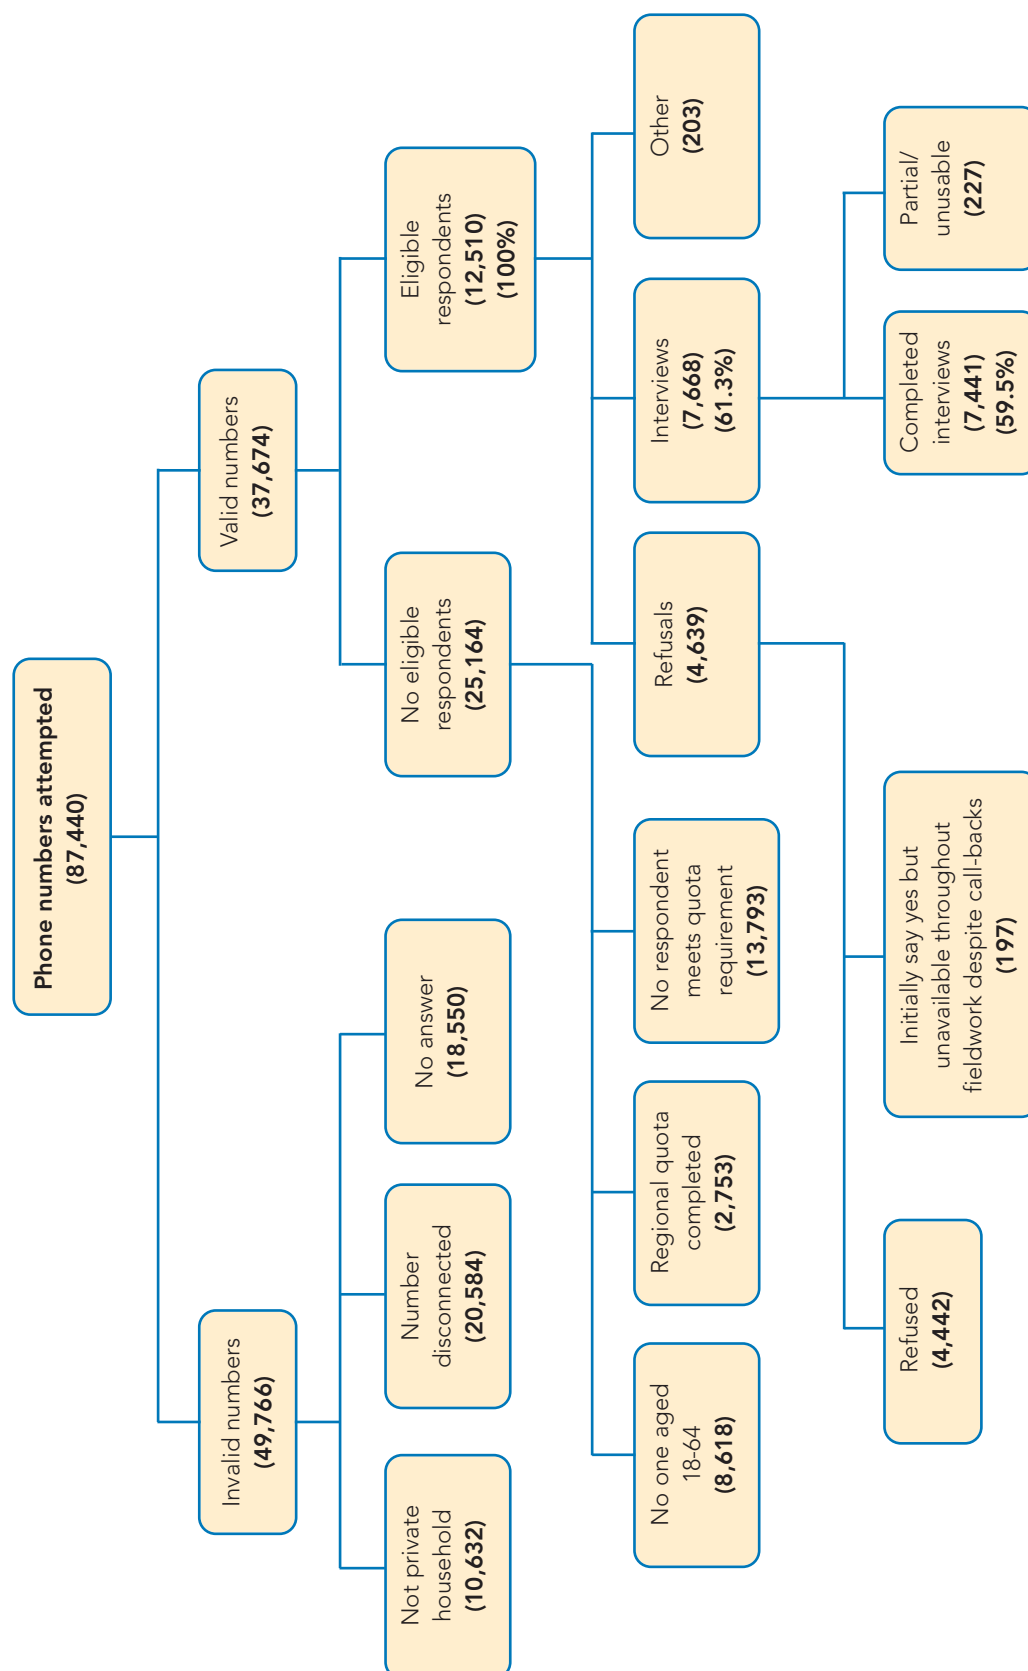 Phone numbers attempted
(87,440)
Invalid numbers
(49,766)
Valid numbers
(37,674)
Not private
household
(10,632)
Number
disconnected
(20,584)
No answer
(18,550)
No eligible
respondents
(25,164)
Eligible
respondents
(12,510)
(100%)
No one aged
18-64
(8,618)
Regional quota
completed
(2,753)
No respondent
meets quota
requirement
(13,793)
Refusals
(4,639)
Interviews
(7,668)
(61.3%)
Other
(203)
Refused
(4,442)
Initially say yes but
unavailable throughout
fieldwork despite call-backs
(197)
Completed
interviews
(7,441)
(59.5%)
Partial/
unusable
(227)